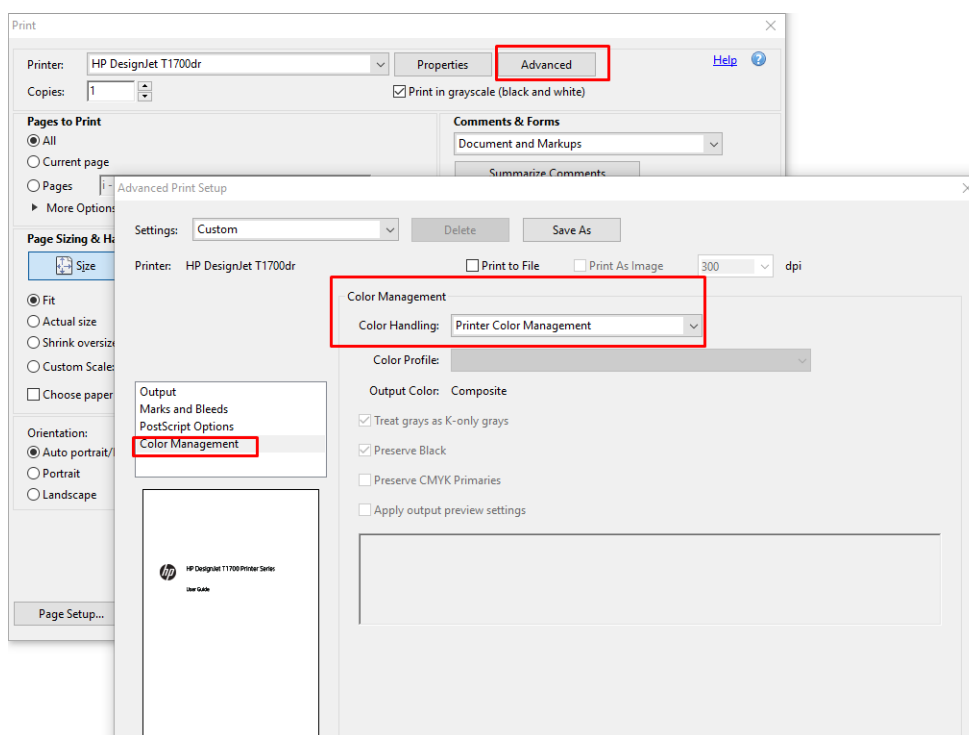 Print
Printer: HP DesignJet T1700dr Properties Advanced Help
Copies: 1 Print in grayscale (black and white)
Pages to Print
All
Current page
Pages i -
More Options
Comments & Forms
Document and Markups
Summarize Comments
Page Sizing & Ha
Size
Fit
Actual size
Shrink oversize
Custom Scale:
Choose paper
Orientation:
Auto portrait/l
Portrait
Landscape
Page Setup...
Advanced Print Setup
Settings: Custom Delete Save As
Printer: HP DesignJet T1700dr Print to File Print As Image 300 dpi
Output
Marks and Bleeds
PostScript Options
Color Management
Color Management
Color Handling: Printer Color Management
Color Profile:
Output Color: Composite
Treat grays as K-only grays
Preserve Black
Preserve CMYK Primaries
Apply output preview settings
hp
HP DesignJet T1700 Printer Series
User Guide